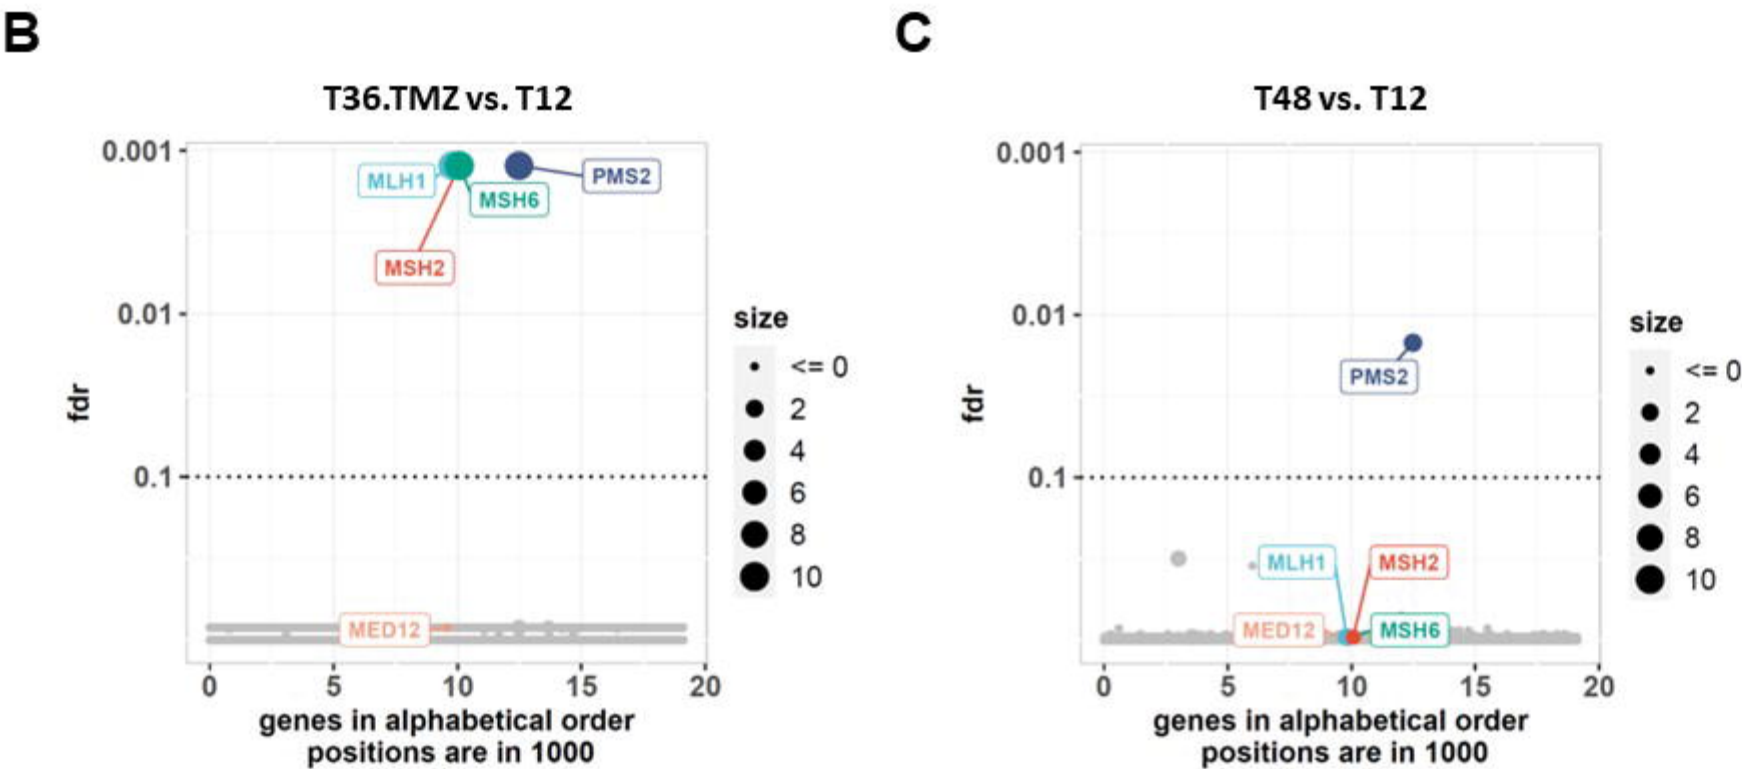 B
T36.TMZ vs. T12
0.001
0.01
0.1
fdr
MLH1
MSH6
PMS2
MSH2
MED12
0 5 10 15 20
genes in alphabetical order
positions are in 1000
size
<= 0
2
4
6
8
10
C
T48 vs. T12
0.001
0.01
0.1
fdr
PMS2
MLH1
MSH2
MED12
MSH6
0 5 10 15 20
genes in alphabetical order
positions are in 1000
size
<= 0
2
4
6
8
10